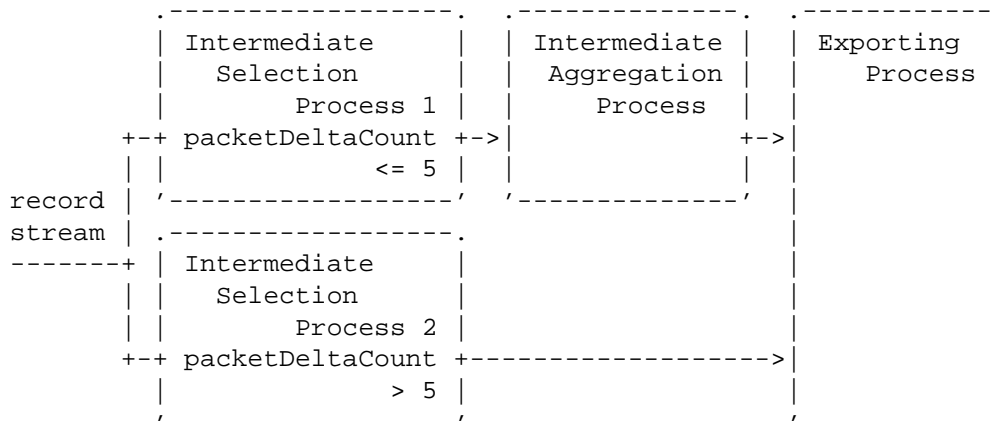 .------------------. .--------------. .------------
| Intermediate | | Intermediate | | Exporting
| Selection | | Aggregation | | Process
| Process 1 | | Process | |
+-+ packetDeltaCount +->| +->|
| | <= 5 | | | |
record | '------------------' '--------------' |
stream | .------------------. |
-------+ | Intermediate | |
| | Selection | |
| | Process 2 | |
+-+ packetDeltaCount +------------------->|
| > 5 | |
' ' '